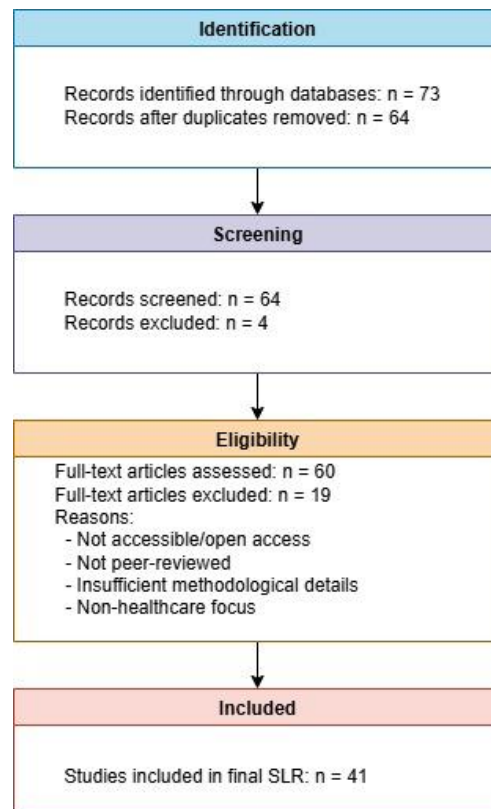 Identification
Records identified through databases: n = 73
Records after duplicates removed: n = 64
Screening
Records screened: n = 64
Records excluded: n = 4
Eligibility
Full-text articles assessed: n = 60
Full-text articles excluded: n = 19
Reasons:
- Not accessible/open access
- Not peer-reviewed
- Insufficient methodological details
- Non-healthcare focus
Included
Studies included in final SLR: n = 41